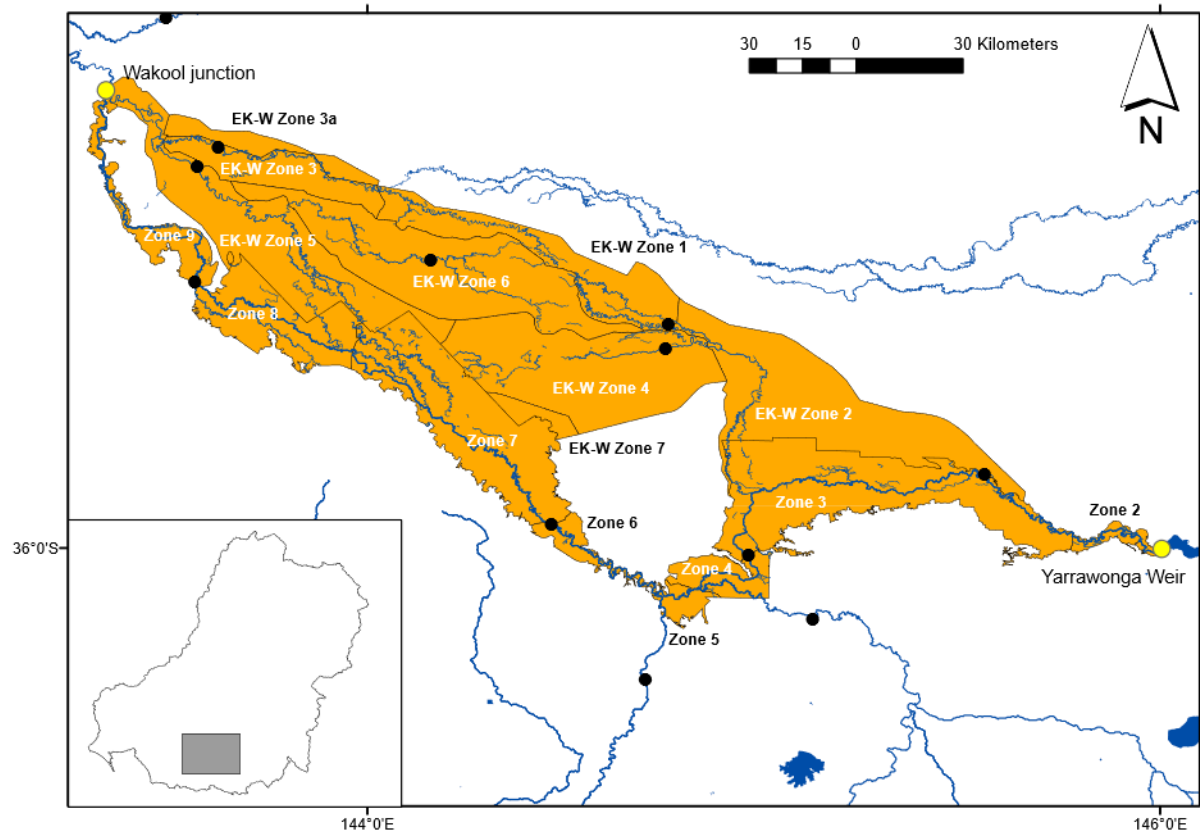 30 15 0 30 Kilometers
Wakool junction
N
EK-W Zone 3a
EK-W Zone 3
EK-W Zone 5
Zone 9
EK-W Zone 1
EK-W Zone 6
Zone 8
EK-W Zone 4
EK-W Zone 2
Zone 7
EK-W Zone 7
Zone 3
Zone 2
Zone 6
36°0'S
Zone 4
Yarrawonga Weir
Zone 5
144°0'E
146°0'E